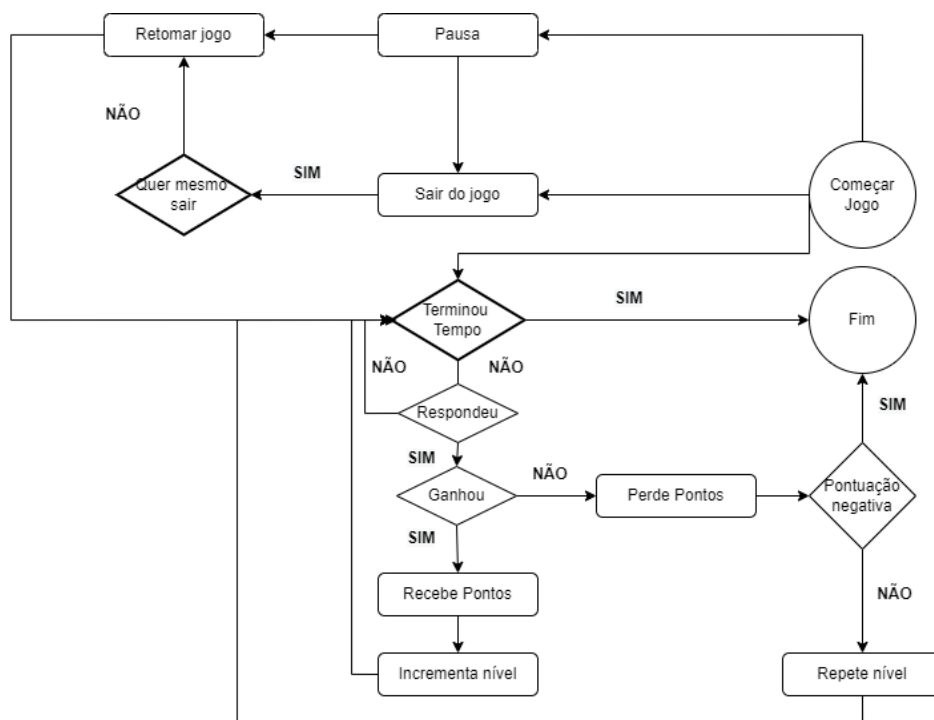 Retomar jogo
Pausa
NÃO
Quer mesmo
sair
SIM
Sair do jogo
Começar
Jogo
Terminou
Tempo
SIM
Fim
NÃO
NÃO
Respondeu
SIM
SIM
Ganhou
NÃO
Perde Pontos
Pontuação
negativa
SIM
Recebe Pontos
NÃO
Incrementa nível
Repete nível